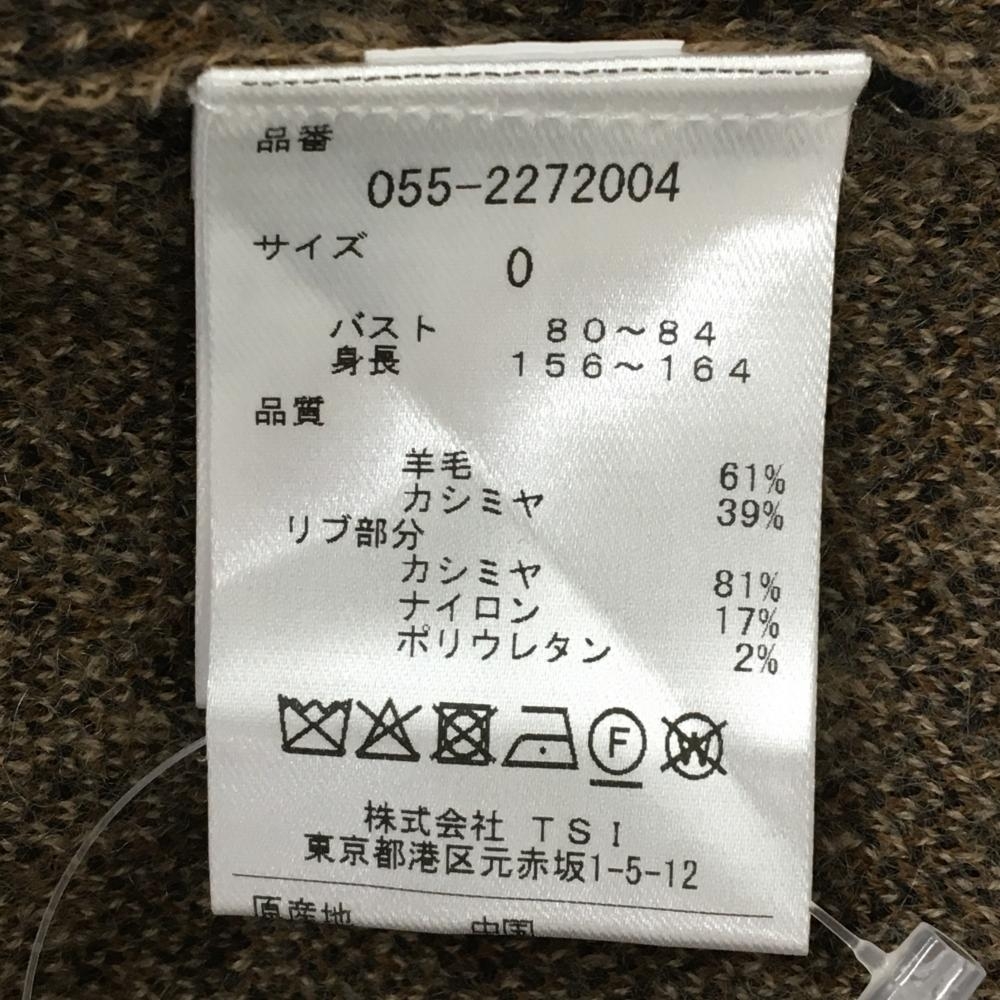 品番
055-2272004
サイズ
0
バスト 80～84
身長 156～164
品質
羊毛 61%
カシミヤ 39%
リブ部分
カシミヤ 81%
ナイロン 17%
ポリウレタン 2%
F W
株式会社 TSI
東京都港区元赤坂1-5-12
原産地 中国